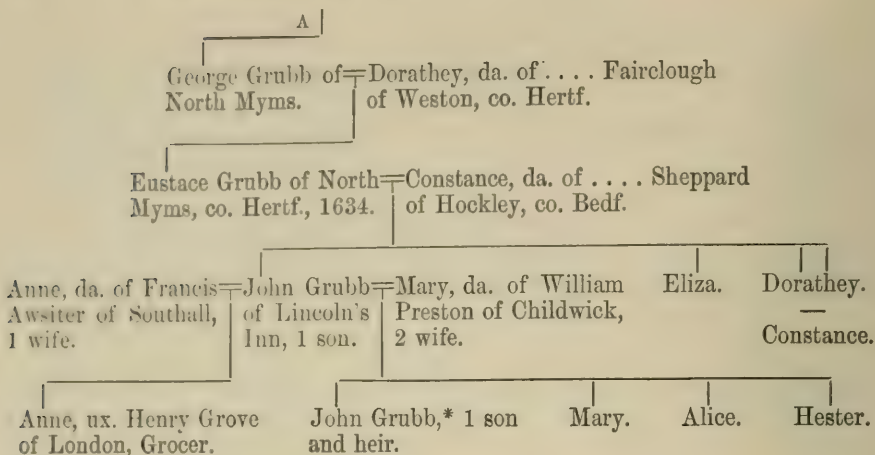 A
George Grubb of=Dorathey, da. of . . . . Fairclough
North Myms. of Weston, co. Hertf.
Eustace Grubb of North=Constance, da. of . . . . Sheppard
Myms, co. Hertf., 1634. of Hockley, co. Bedf.
Anne, da. of Francis=John Grubb=Mary, da. of William Eliza. Dorathey.
Awsiter of Southall, of Lincoln's Preston of Childwick, —
1 wife. Inn, 1 son. 2 wife. Constance.
Anne, ux. Henry Grove John Grubb,* 1 son Mary. Alice. Hester.
of London, Grocer. and heir.